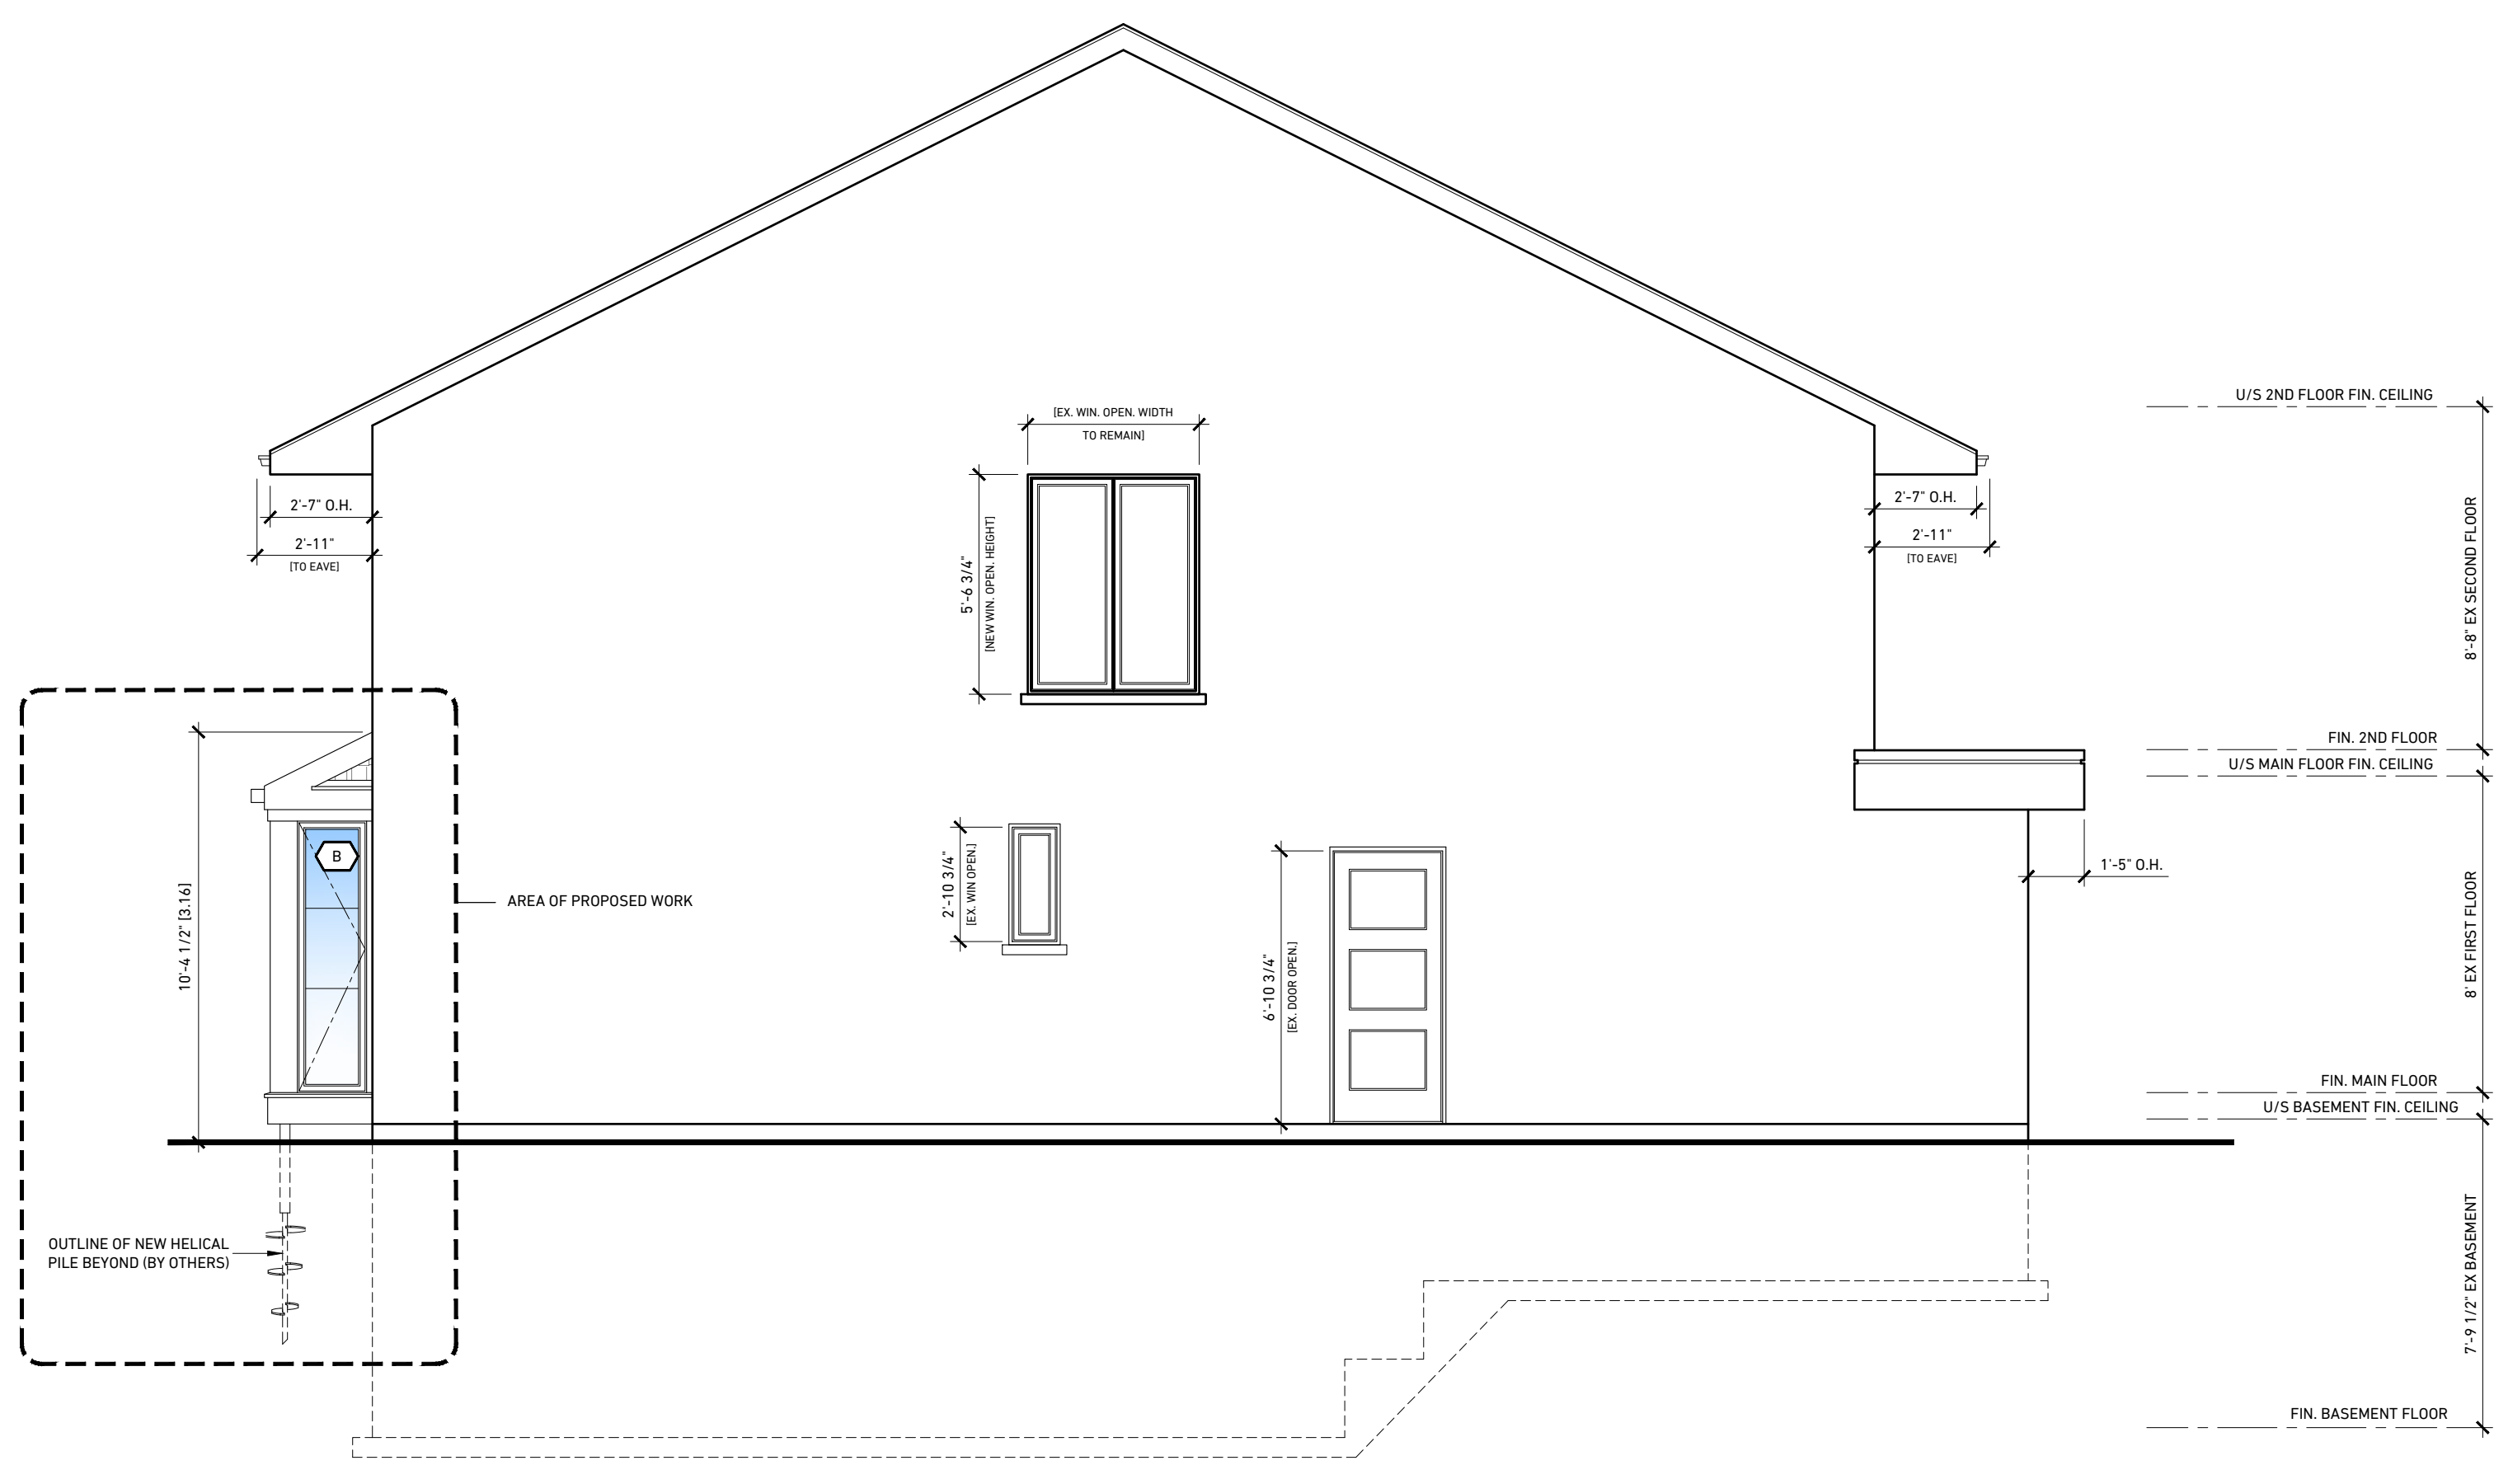 U/S 2ND FLOOR FIN. CEILING
[EX. WIN. OPEN. WIDTH
TO REMAIN]
2'-7" O.H.
2'-11"
[TO EAVE]
5'-6 3/4"
[NEW WIN. OPEN. HEIGHT]
2'-7" O.H.
2'-11"
[TO EAVE]
8'-8" EX SECOND FLOOR
FIN. 2ND FLOOR
U/S MAIN FLOOR FIN. CEILING
B
10'-4 1/2" [3.16]
AREA OF PROPOSED WORK
2'-10 3/4"
[EX. WIN OPEN.]
6'-10 3/4"
[EX. DOOR OPEN.]
1'-5" O.H.
8' EX FIRST FLOOR
FIN. MAIN FLOOR
U/S BASEMENT FIN. CEILING
OUTLINE OF NEW HELICAL
PILE BEYOND (BY OTHERS)
7'-9 1/2" EX BASEMENT
FIN. BASEMENT FLOOR